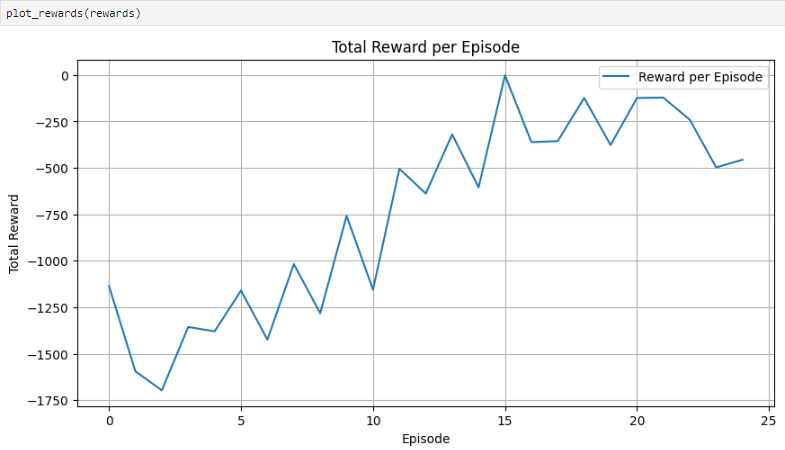 plot_rewards(rewards)
Total Reward per Episode
Reward per Episode
0
−250
−500
−750
−1000
−1250
−1500
−1750
Total Reward
0 5 10 15 20 25
Episode